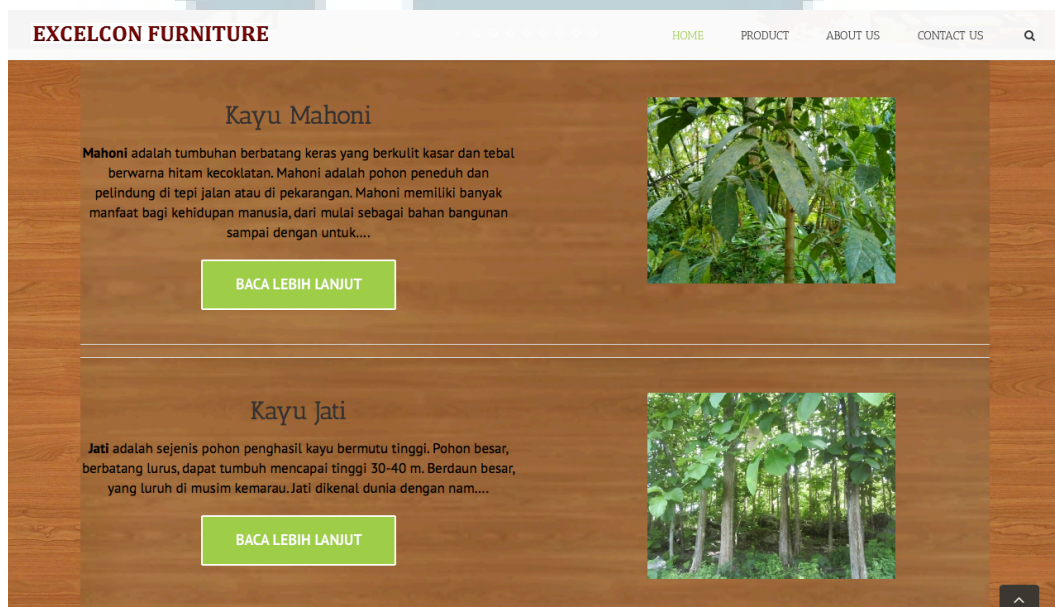 EXCELCON FURNITURE
HOME PRODUCT ABOUT US CONTACT US
Kayu Mahoni
Mahoni adalah tumbuhan berbatang keras yang berkulit kasar dan tebal
berwarna hitam kecoklatan. Mahoni adalah pohon peneduh dan
pelindung di tepi jalan atau di pekarangan. Mahoni memiliki banyak
manfaat bagi kehidupan manusia, dari mulai sebagai bahan bangunan
sampai dengan untuk....
BACA LEBIH LANJUT
Kayu Jati
Jati adalah sejenis pohon penghasil kayu bermutu tinggi. Pohon besar,
berbatang lurus, dapat tumbuh mencapai tinggi 30-40 m. Berdaun besar,
yang luruh di musim kemarau. Jati dikenal dunia dengan nam....
BACA LEBIH LANJUT